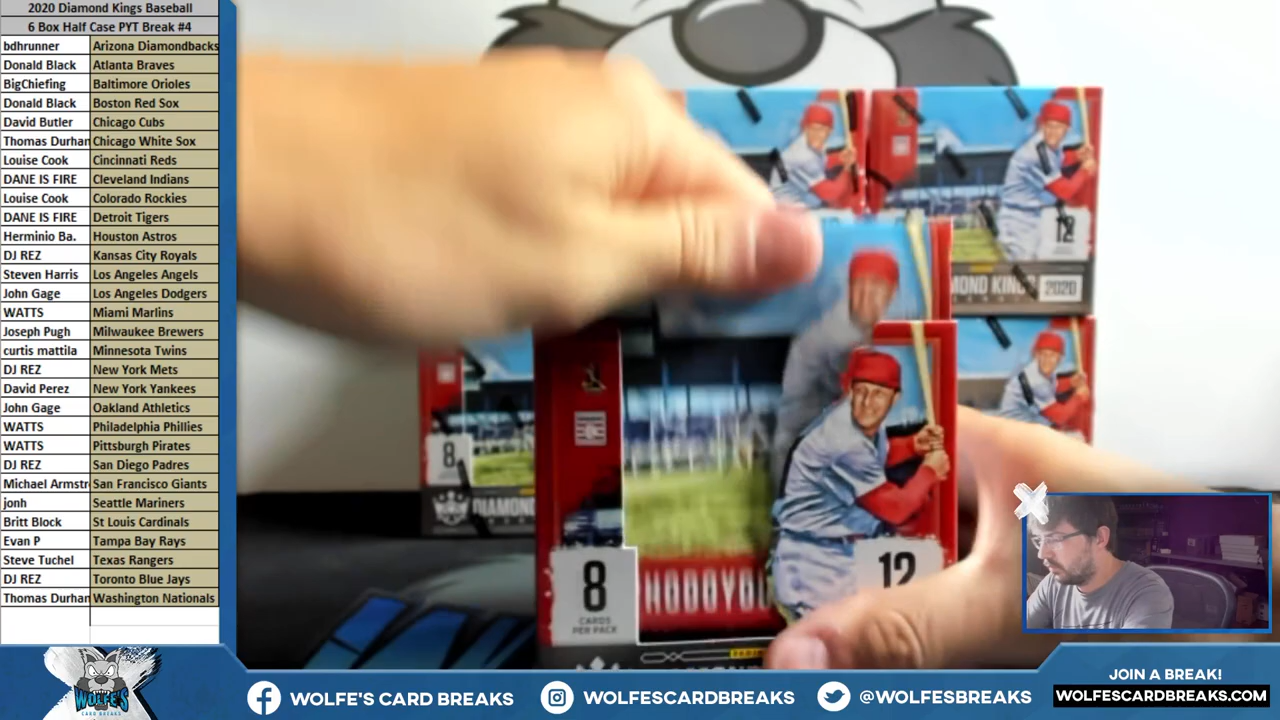 2020 Diamond Kings Baseball
6 Box Half Case PYT Break #4
bdhrunner Arizona Diamondbacks
Donald Black Atlanta Braves
BigChiefing Baltimore Orioles
Donald Black Boston Red Sox
David Butler Chicago Cubs
Thomas Durhan Chicago White Sox
Louise Cook Cincinnati Reds
DANE IS FIRE Cleveland Indians
Louise Cook Colorado Rockies
DANE IS FIRE Detroit Tigers
Herminio Ba. Houston Astros
DJ REZ Kansas City Royals
Steven Harris Los Angeles Angels
John Gage Los Angeles Dodgers
WATTS Miami Marlins
Joseph Pugh Milwaukee Brewers
curtis mattila Minnesota Twins
DJ REZ New York Mets
David Perez New York Yankees
John Gage Oakland Athletics
WATTS Philadelphia Phillies
WATTS Pittsburgh Pirates
DJ REZ San Diego Padres
Michael Armstr San Francisco Giants
jonh Seattle Mariners
Britt Block St Louis Cardinals
Evan P Tampa Bay Rays
Steve Tuchel Texas Rangers
DJ REZ Toronto Blue Jays
Thomas Durhan Washington Nationals
12
MOND KINGS 2020
8
DIAMOND
8
CARDS
PER PACK
12
PANINI
WOLFE'S
CARD BREAKS
WOLFE'S CARD BREAKS
WOLFESCARDBREAKS
@WOLFESBREAKS
JOIN A BREAK!
WOLFESCARDBREAKS.COM